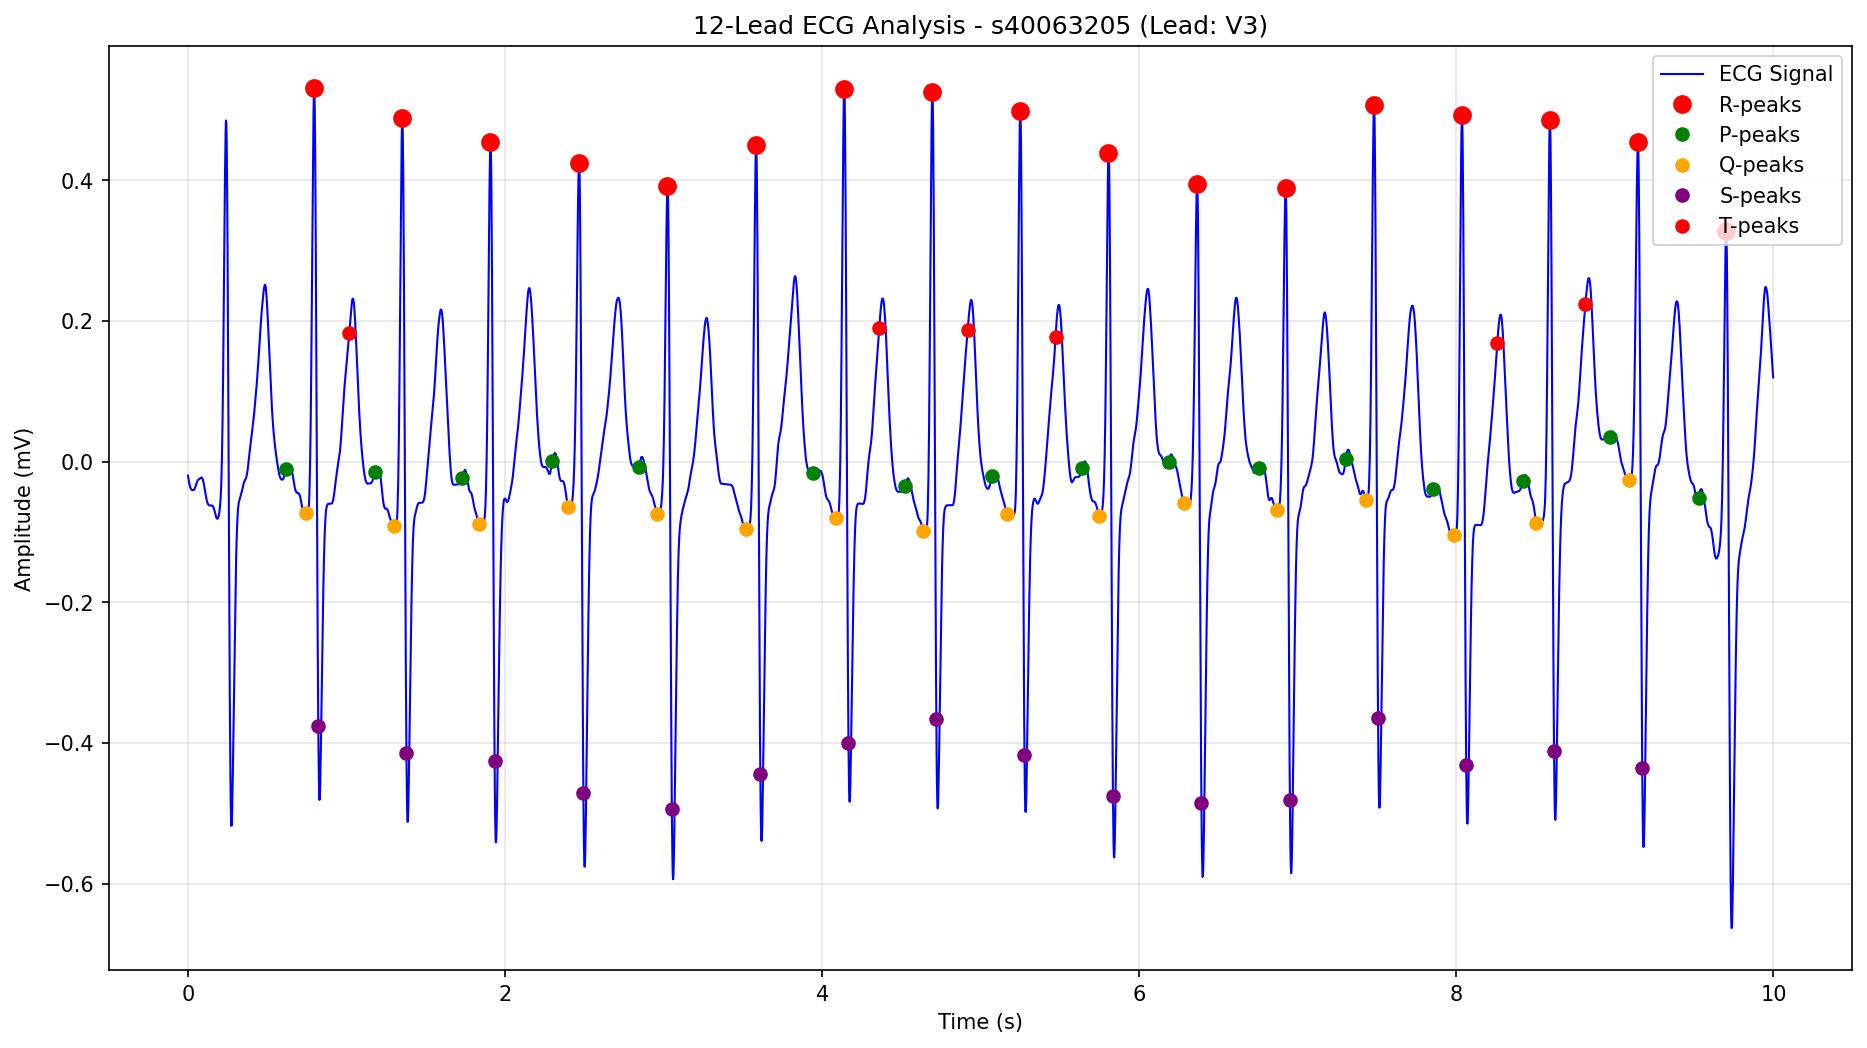 12-Lead ECG Analysis - s40063205 (Lead: V3)
ECG Signal
R-peaks
P-peaks
Q-peaks
S-peaks
T-peaks
Amplitude (mV)
0.4
0.2
0.0
−0.2
−0.4
−0.6
0 2 4 6 8 10
Time (s)